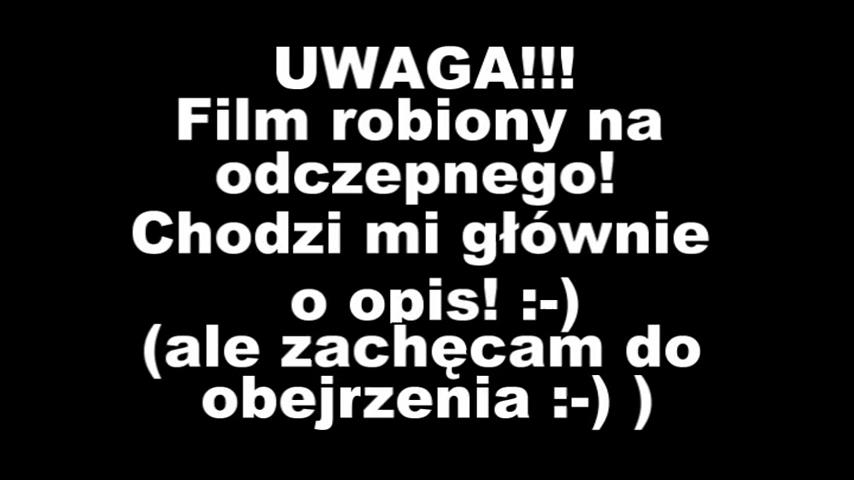 UWAGA!!!
Film robiony na
odczepnego!
Chodzi mi głównie
o opis! :-)
(ale zachęcam do
obejrzenia :-) )